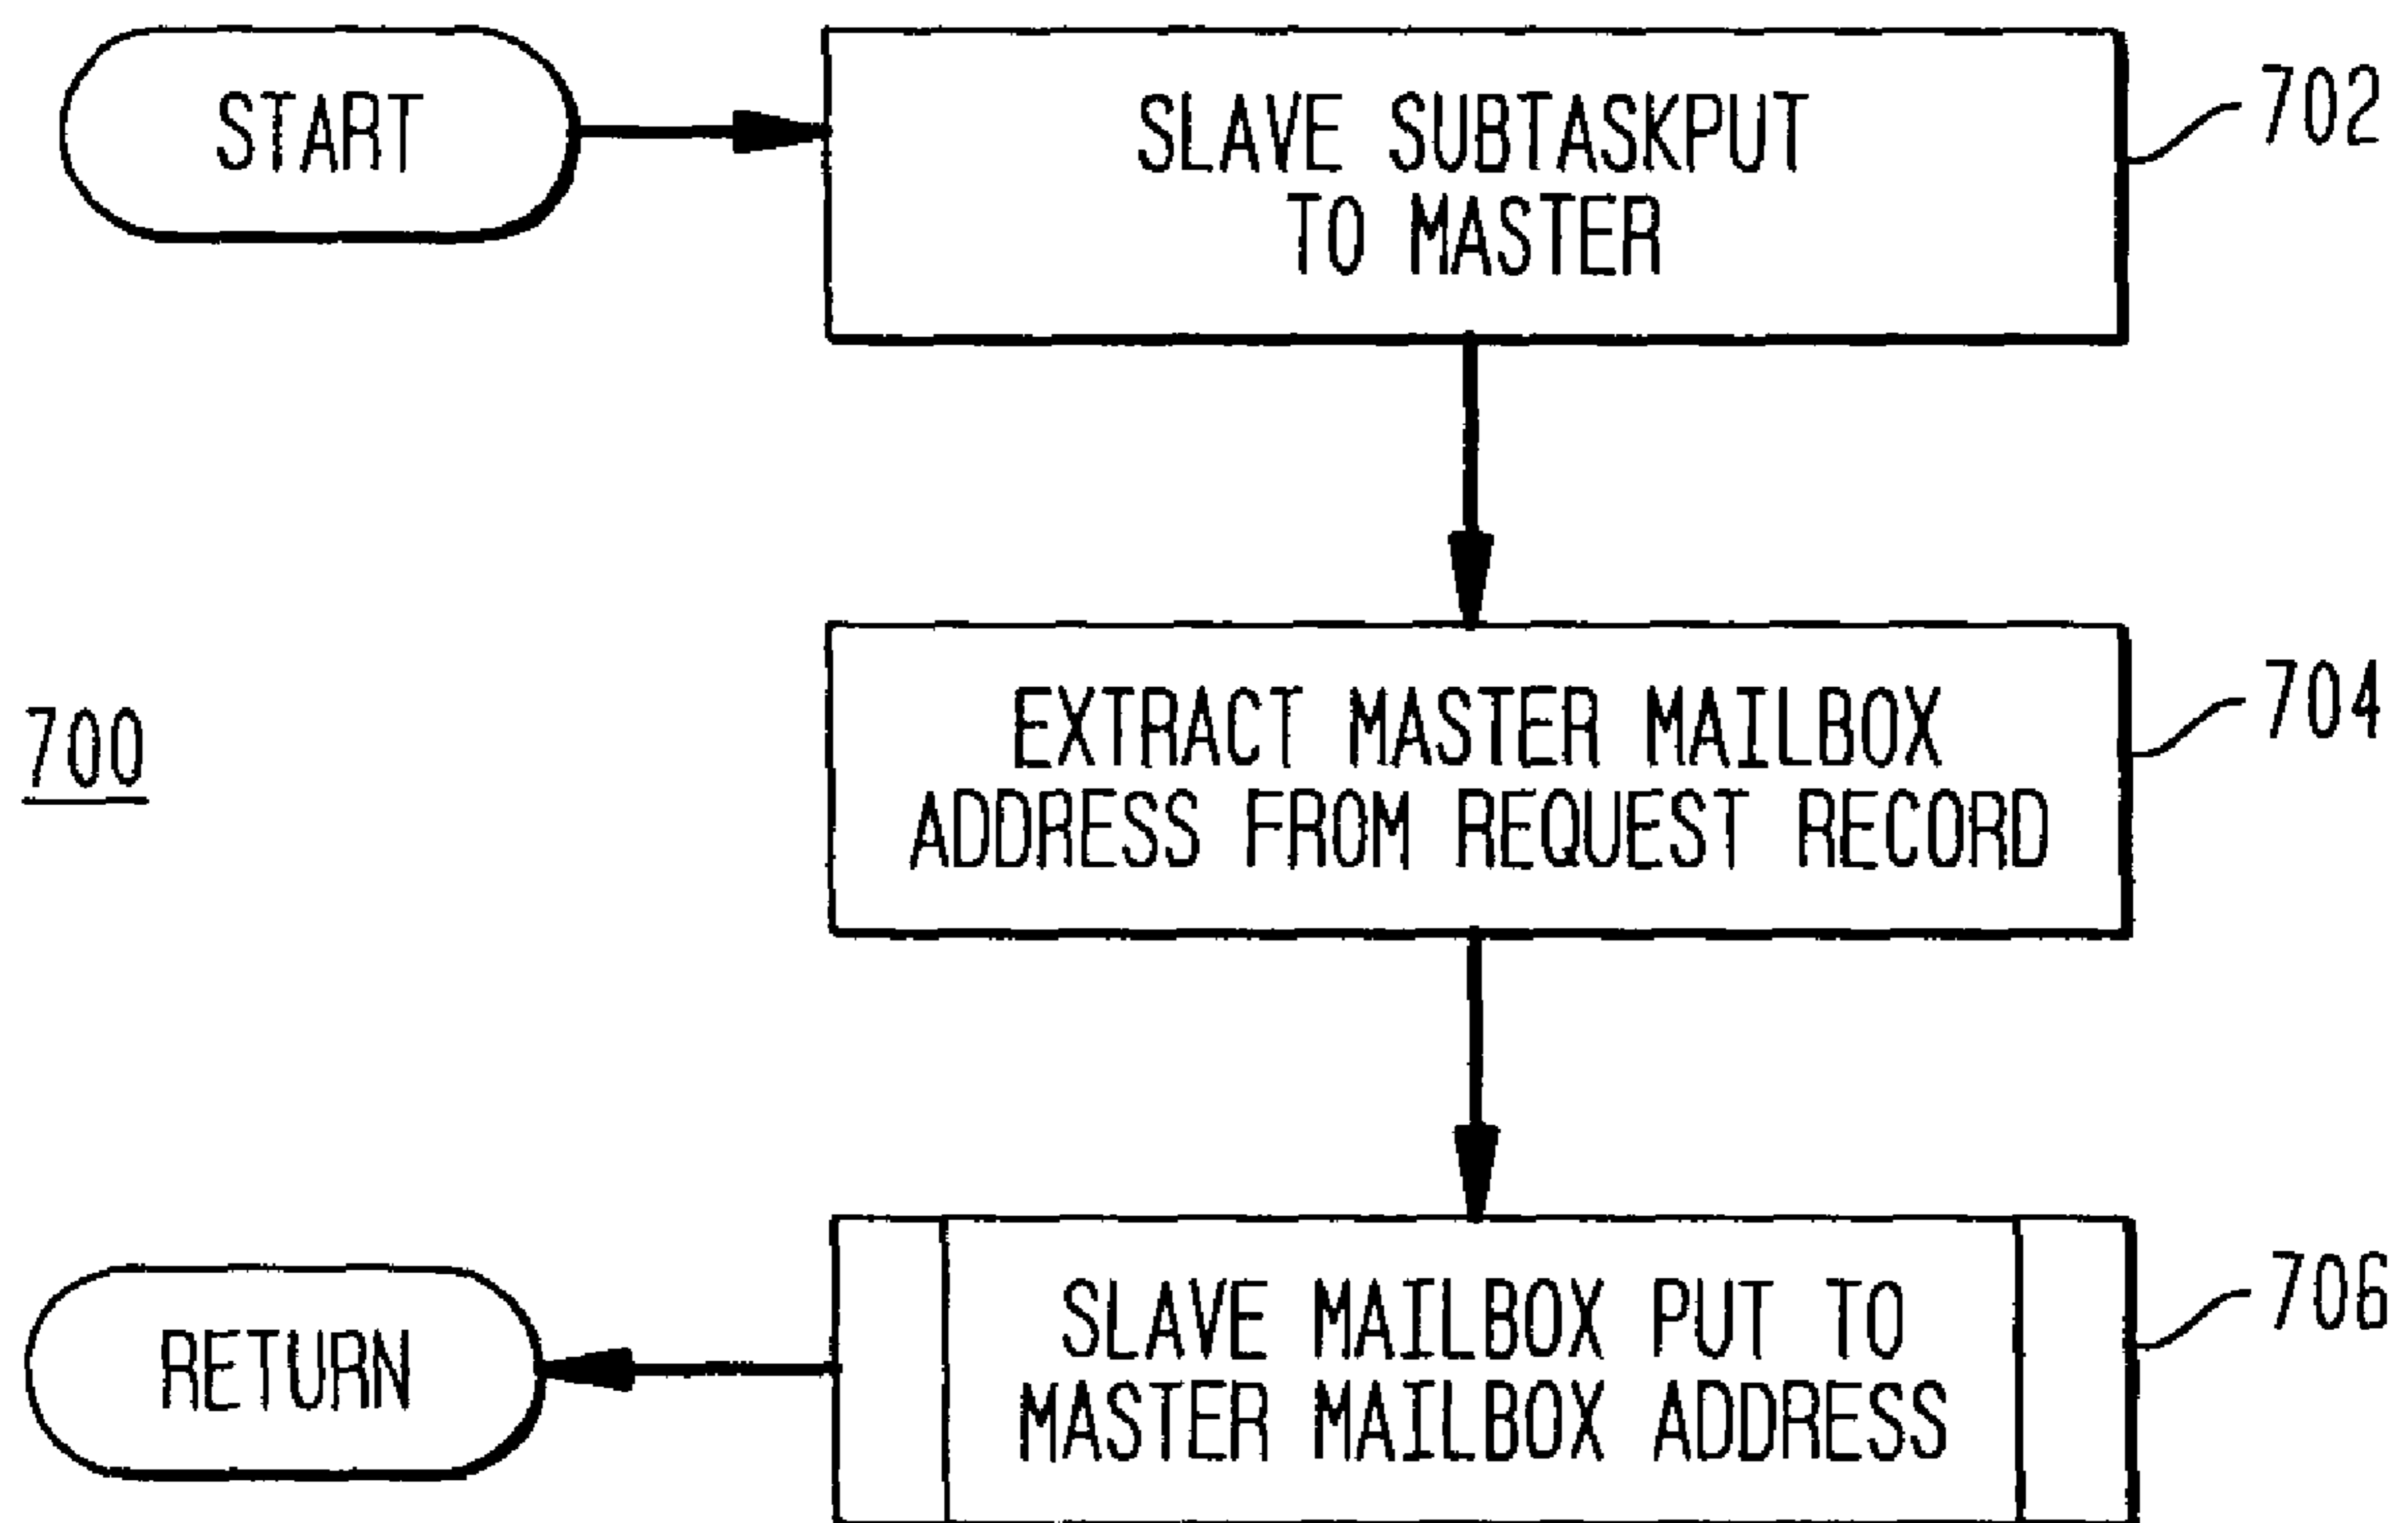 START
SLAVE SUBTASKPUT
TO MASTER
702
EXTRACT MASTER MAILBOX
ADDRESS FROM REQUEST RECORD
704
700
SLAVE MAILBOX PUT TO
MASTER MAILBOX ADDRESS
706
RETURN